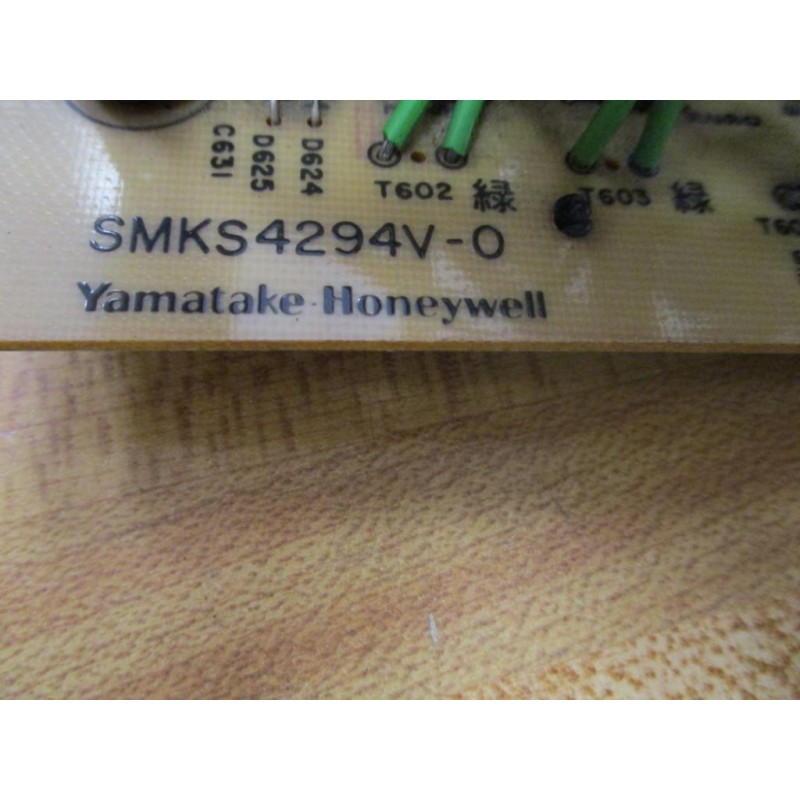 C631
D625
D624
T602 緑
T603 緑
SMKS4294V-0
Yamatake-Honeywell